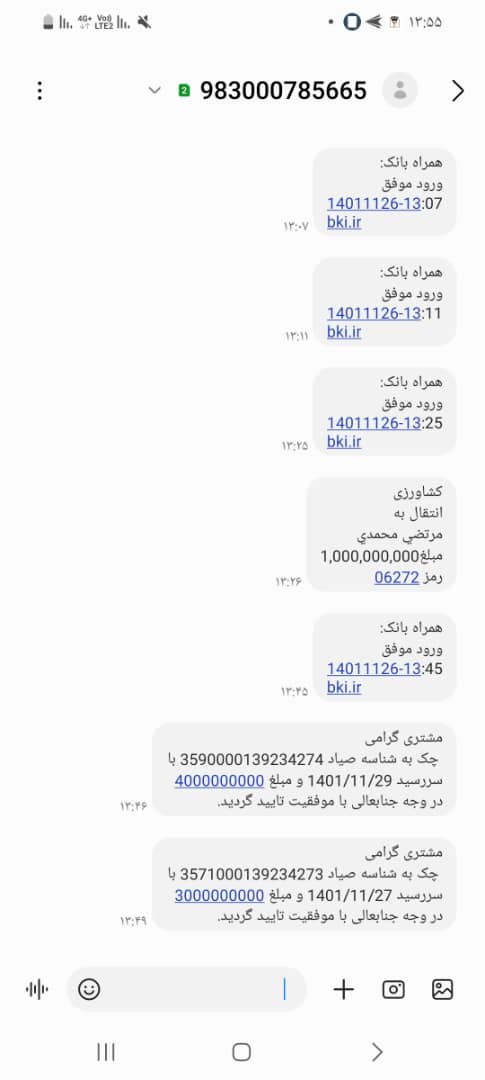 ۱۳:۵۵
4G+
Vo))
LTE2
983000785665
2
همراه بانک:
ورود موفق
14011126-13:07
bki.ir
۱۳:۰۷
همراه بانک:
ورود موفق
14011126-13:11
bki.ir
۱۳:۱۱
همراه بانک:
ورود موفق
14011126-13:25
bki.ir
۱۳:۲۵
کشاورزی
انتقال به
مرتضي محمدي
مبلغ1,000,000,000
رمز 06272
۱۳:۲۶
همراه بانک:
ورود موفق
14011126-13:45
bki.ir
۱۳:۴۵
مشتری گرامی
چک به شناسه صیاد 3590000139234274 با
سررسید 1401/11/29 و مبلغ 4000000000
در وجه جنابعالی با موفقیت تایید گردید.
۱۳:۴۶
مشتری گرامی
چک به شناسه صیاد 3571000139234273 با
سررسید 1401/11/27 و مبلغ 3000000000
در وجه جنابعالی با موفقیت تایید گردید.
۱۳:۴۹